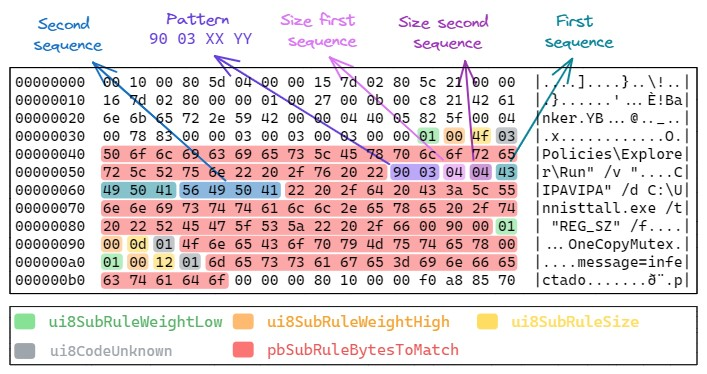 Second sequence
Pattern
90 03 XX YY
Size first sequence
Size second sequence
First sequence
00000000 00 10 00 80 5d 04 00 00 15 7d 02 80 5c 21 00 00 |....]....}..\!..|
00000010 16 7d 02 80 00 00 01 00 27 00 0b 00 c8 21 42 61 |.}......'...È!Ba|
00000020 6e 6b 65 72 2e 59 42 00 00 04 40 05 82 5f 00 04 |nker.YB...@.._..|
00000030 00 78 83 00 00 03 00 03 00 03 00 00 01 00 4f 03 |.x............O.|
00000040 50 6f 6c 69 63 69 65 73 5c 45 78 70 6c 6f 72 65 |Policies\Explore|
00000050 72 5c 52 75 6e 22 20 2f 76 20 22 90 03 04 04 43 |r\Run" /v "....C|
00000060 49 50 41 56 49 50 41 22 20 2f 64 20 43 3a 5c 55 |IPAVIPA" /d C:\U|
00000070 6e 6e 69 73 74 74 61 6c 6c 2e 65 78 65 20 2f 74 |nnisttall.exe /t|
00000080 20 22 52 45 47 5f 53 5a 22 20 2f 66 00 90 00 01 | "REG_SZ" /f....|
00000090 00 0d 01 4f 6e 65 43 6f 70 79 4d 75 74 65 78 00 |...OneCopyMutex.|
000000a0 01 00 12 01 6d 65 73 73 61 67 65 3d 69 6e 66 65 |....message=infe|
000000b0 63 74 61 64 6f 00 00 00 80 10 00 00 f0 a8 85 70 |ctado.......ð¨.p|
ui8SubRuleWeightLow ui8SubRuleWeightHigh ui8SubRuleSize
ui8CodeUnknown pbSubRuleBytesToMatch